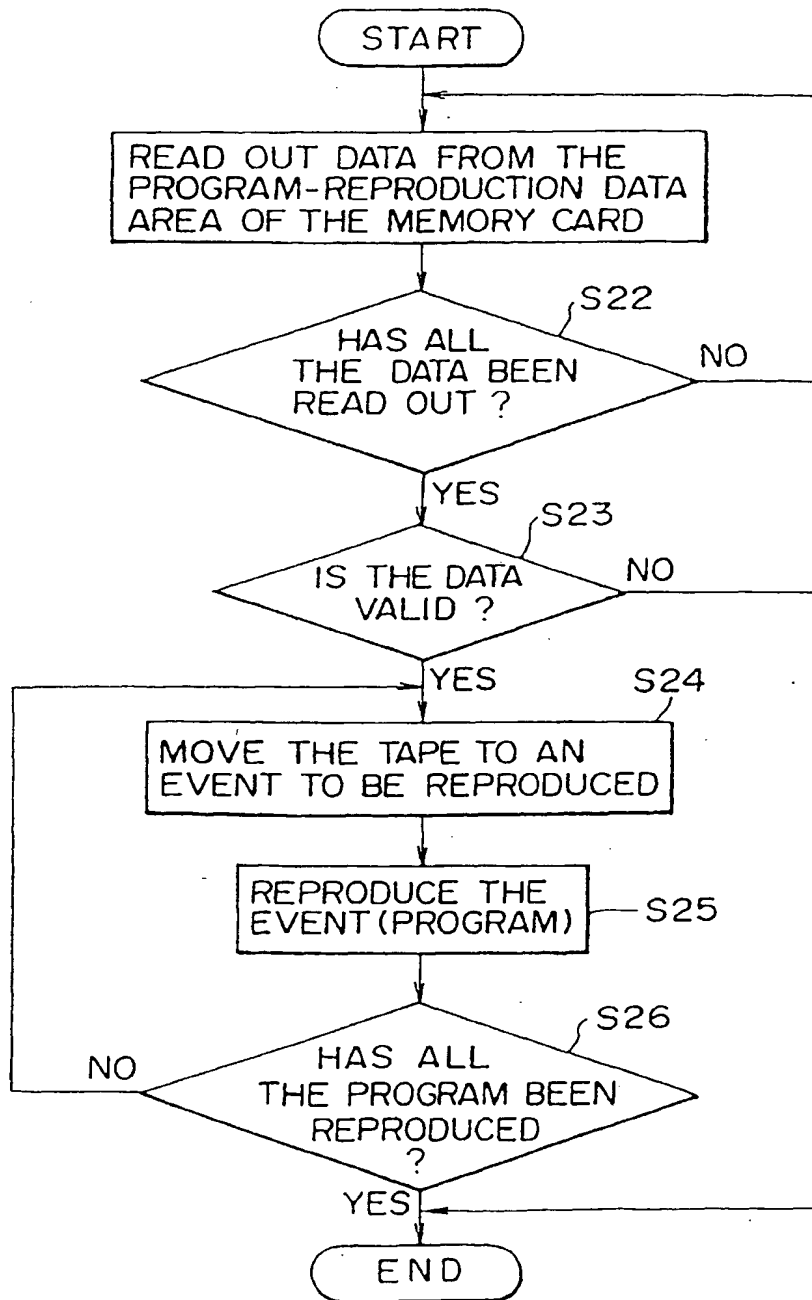 START
READ OUT DATA FROM THE
PROGRAM-REPRODUCTION DATA
AREA OF THE MEMORY CARD
S22
HAS ALL
THE DATA BEEN
READ OUT ?
NO
YES
S23
IS THE DATA
VALID ?
NO
YES
S24
MOVE THE TAPE TO AN
EVENT TO BE REPRODUCED
REPRODUCE THE
EVENT (PROGRAM)
S25
S26
HAS ALL
THE PROGRAM BEEN
REPRODUCED
?
NO
YES
END